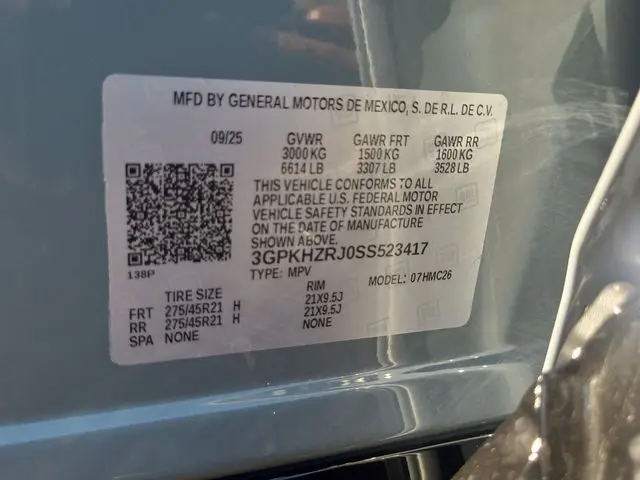 MFD BY GENERAL MOTORS DE MEXICO, S. DE R.L. DE C.V.
09/25 GVWR GAWR FRT GAWR RR
3000 KG 1500 KG 1600 KG
6614 LB 3307 LB 3528 LB
THIS VEHICLE CONFORMS TO ALL
APPLICABLE U.S. FEDERAL MOTOR
VEHICLE SAFETY STANDARDS IN EFFECT
ON THE DATE OF MANUFACTURE
SHOWN ABOVE.
3GPKHZRJ0SS523417
138P TYPE: MPV MODEL: 07HMC26
TIRE SIZE RIM
FRT 275/45R21 H 21X9.5J
RR 275/45R21 H 21X9.5J
SPA NONE NONE